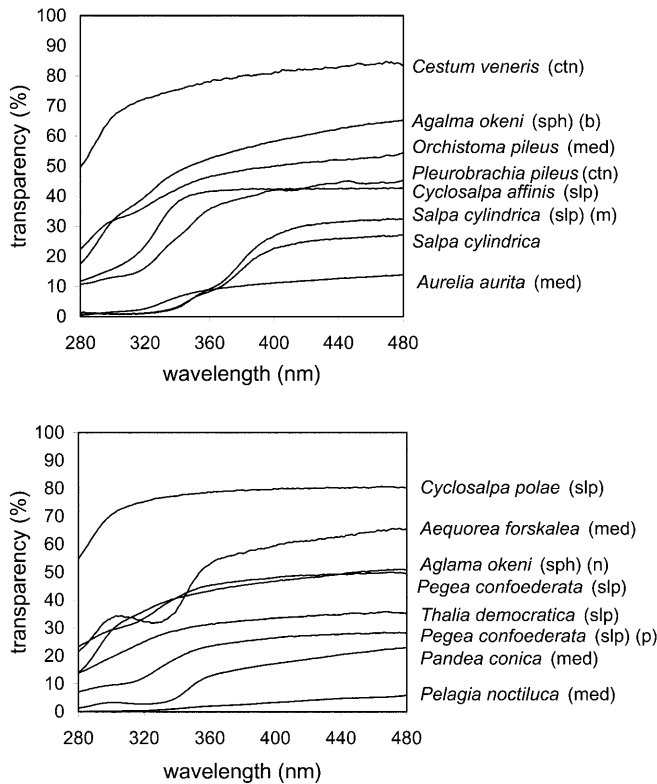 100
90
80
70
60
50
40
30
20
10
0
transparency (%)
280 320 360 400 440 480
wavelength (nm)
Cestum veneris (ctn)
Agalma okeni (sph) (b)
Orchistoma pileus (med)
Pleurobrachia pileus (ctn)
Cyclosalpa affinis (slp)
Salpa cylindrica (slp) (m)
Salpa cylindrica
Aurelia aurita (med)
100
90
80
70
60
50
40
30
20
10
0
transparency (%)
280 320 360 400 440 480
wavelength (nm)
Cyclosalpa polae (slp)
Aequorea forskalea (med)
Aglama okeni (sph) (n)
Pegea confoederata (slp)
Thalia democratica (slp)
Pegea confoederata (slp) (p)
Pandea conica (med)
Pelagia noctiluca (med)